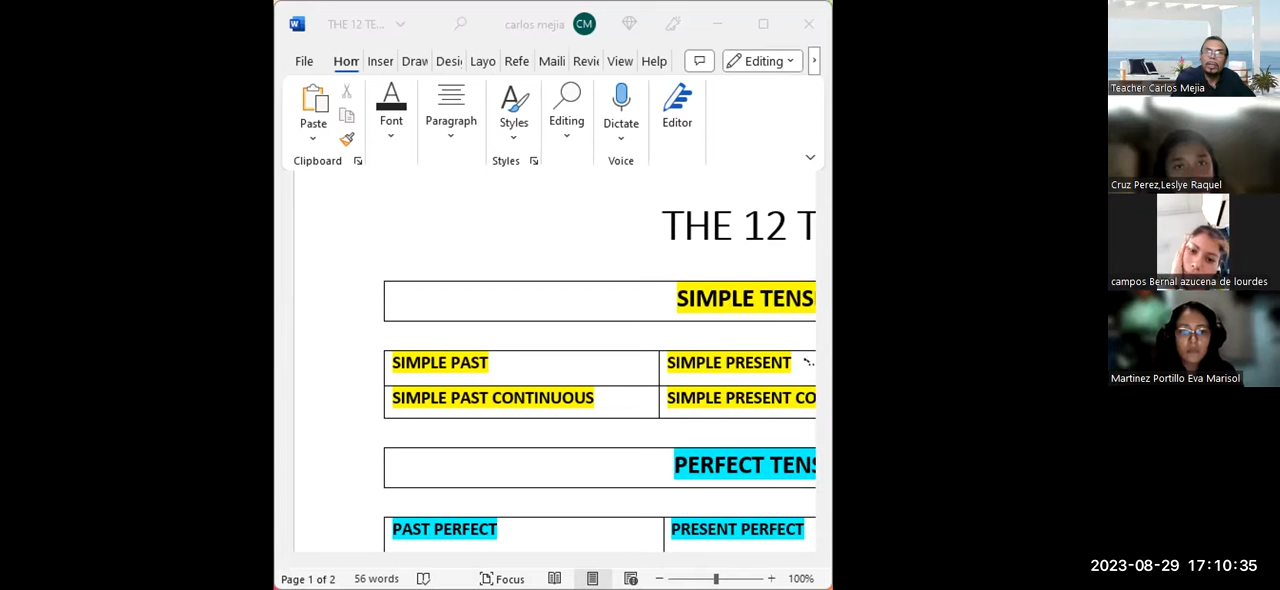 THE 12 TE...
carlos mejia CM
File Hom Inser Draw Desi Layo Refe Maili Revie View Help Editing
Paste Font Paragraph Styles Editing Dictate Editor
Clipboard Styles Voice
THE 12 T
SIMPLE TENS
SIMPLE PAST SIMPLE PRESENT
SIMPLE PAST CONTINUOUS SIMPLE PRESENT CO
PERFECT TENS
PAST PERFECT PRESENT PERFECT
Page 1 of 2 56 words Focus 100%
Teacher Carlos Mejia
Cruz Perez,Leslye Raquel
campos Bernal azucena de lourdes
Martinez Portillo Eva Marisol
2023-08-29 17:10:35